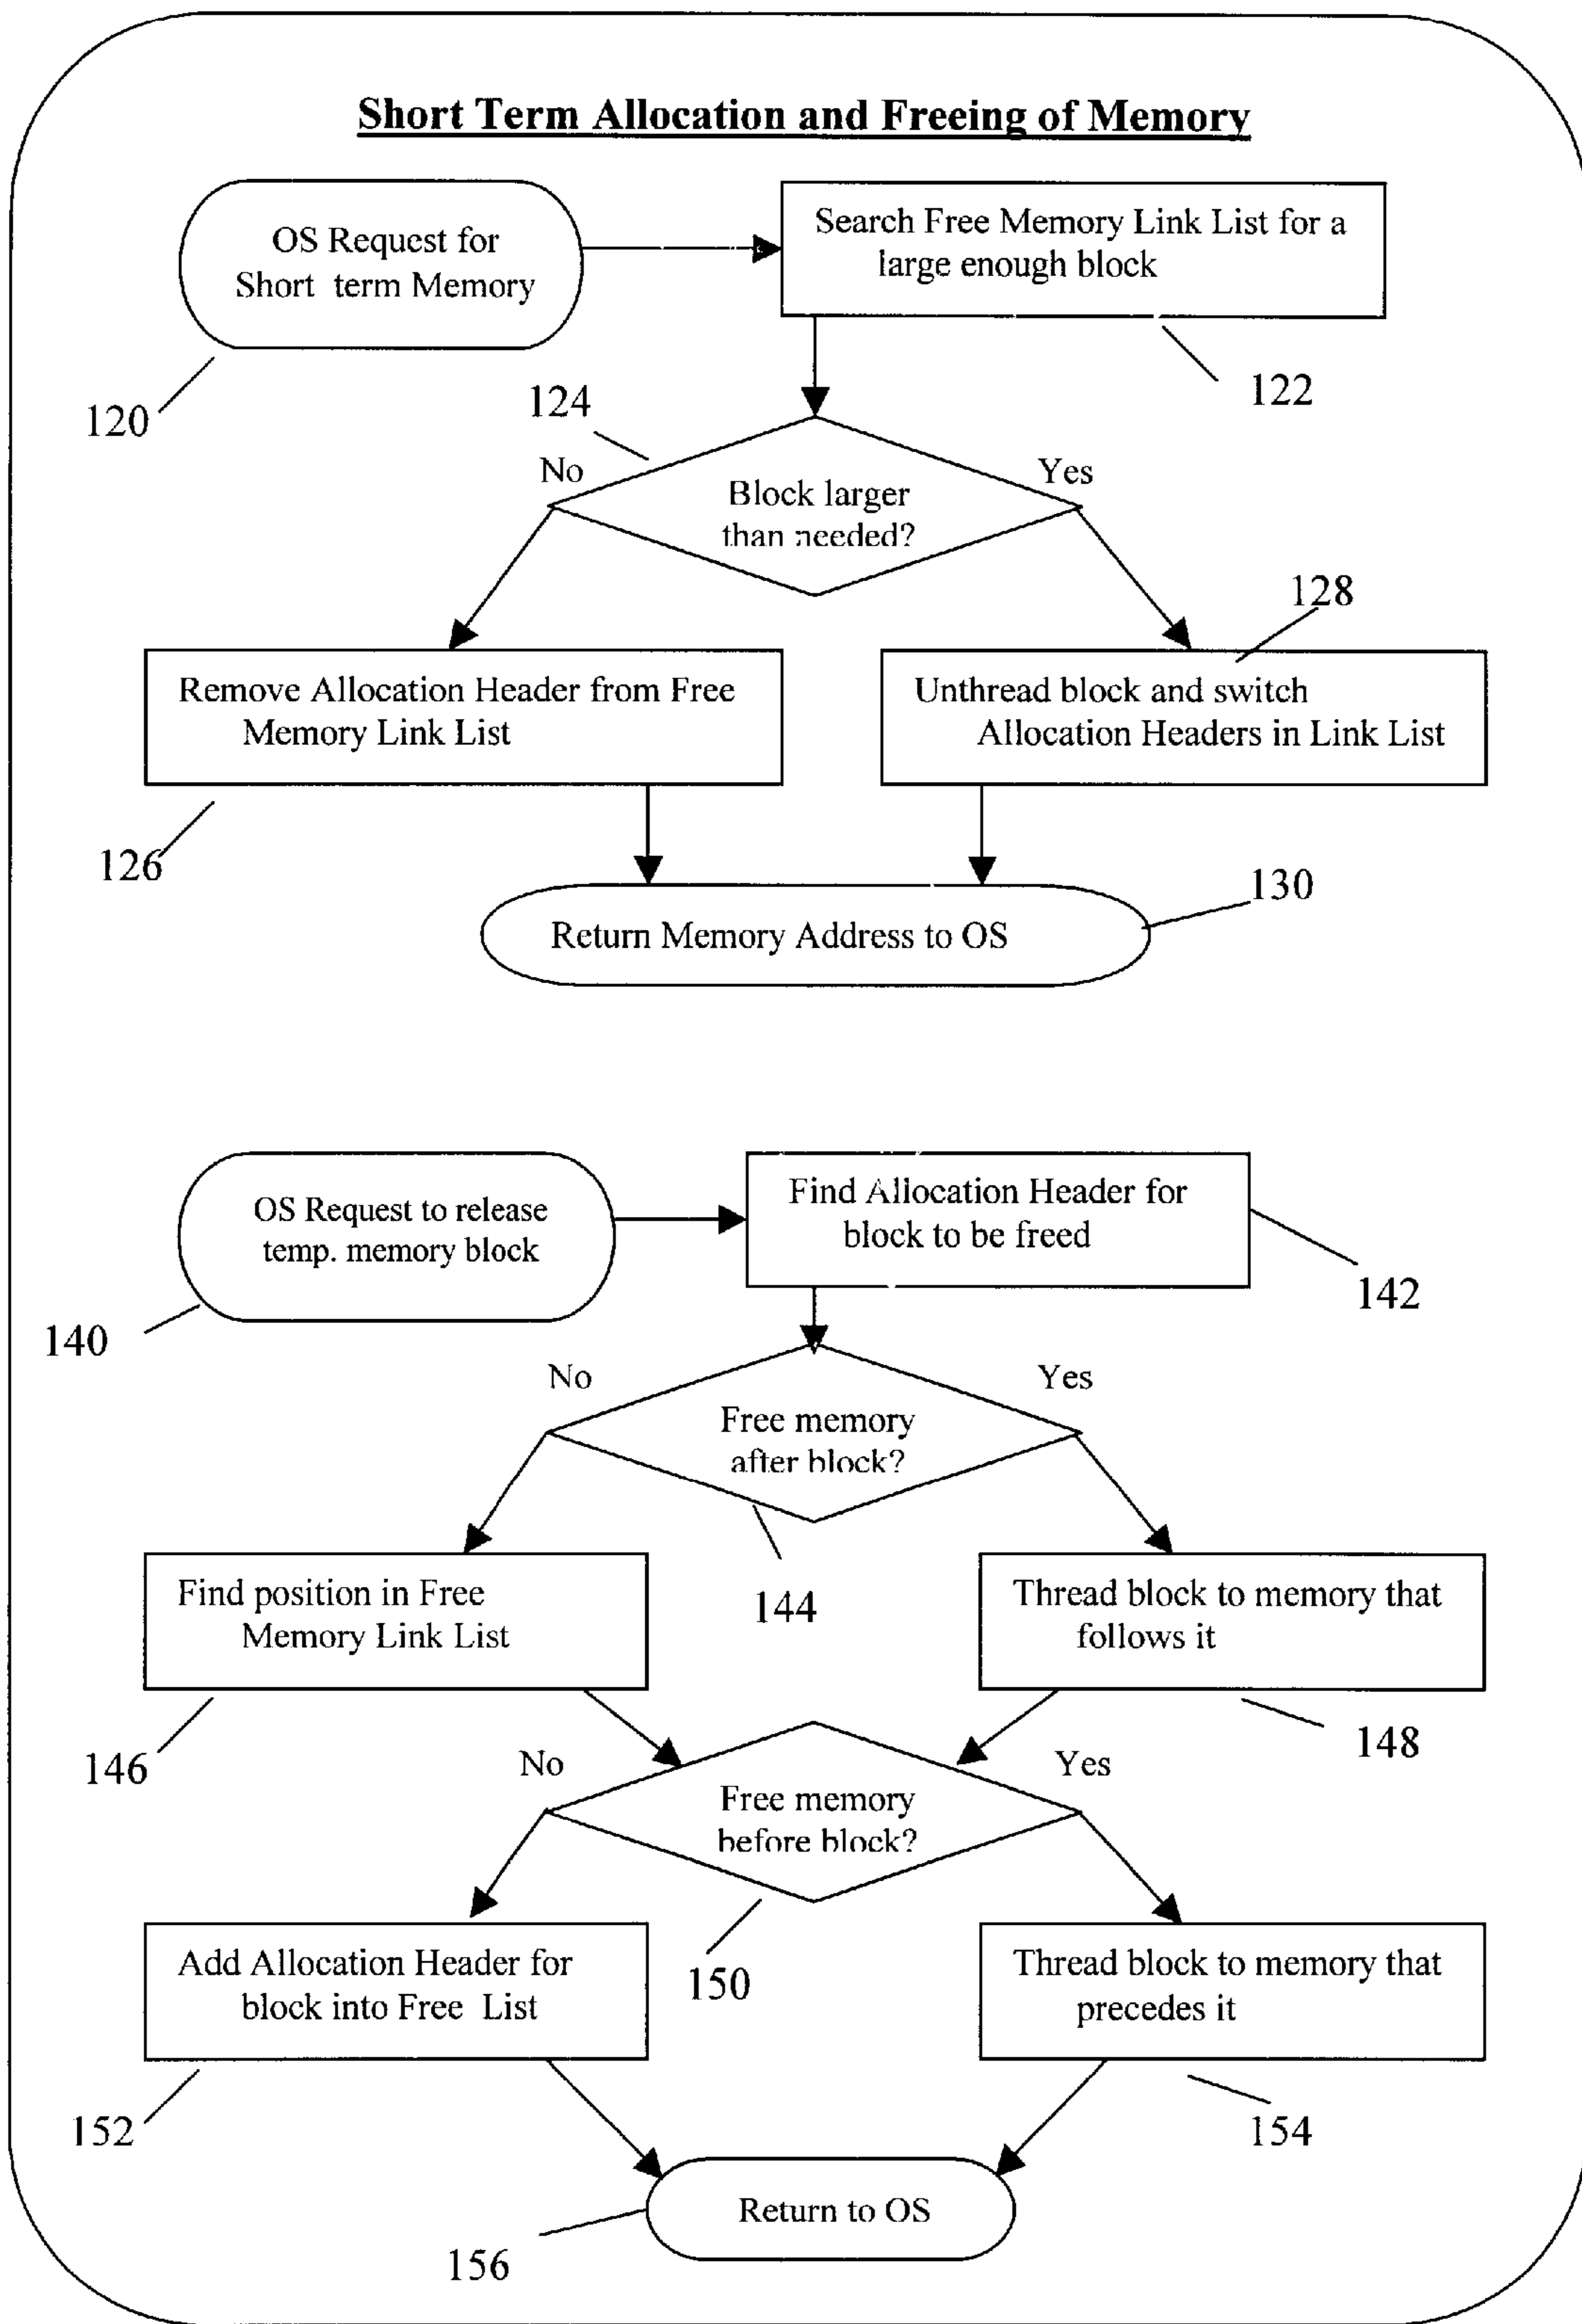 Short Term Allocation and Freeing of Memory
OS Request for
Short term Memory
Search Free Memory Link List for a
large enough block
120
122
124
No
Yes
Block larger
than needed?
128
Remove Allocation Header from Free
Memory Link List
Unthread block and switch
Allocation Headers in Link List
126
130
Return Memory Address to OS
OS Request to release
temp. memory block
Find Allocation Header for
block to be freed
140
142
No
Yes
Free memory
after block?
144
Find position in Free
Memory Link List
Thread block to memory that
follows it
146
148
No
Yes
Free memory
before block?
150
Add Allocation Header for
block into Free List
Thread block to memory that
precedes it
152
154
Return to OS
156